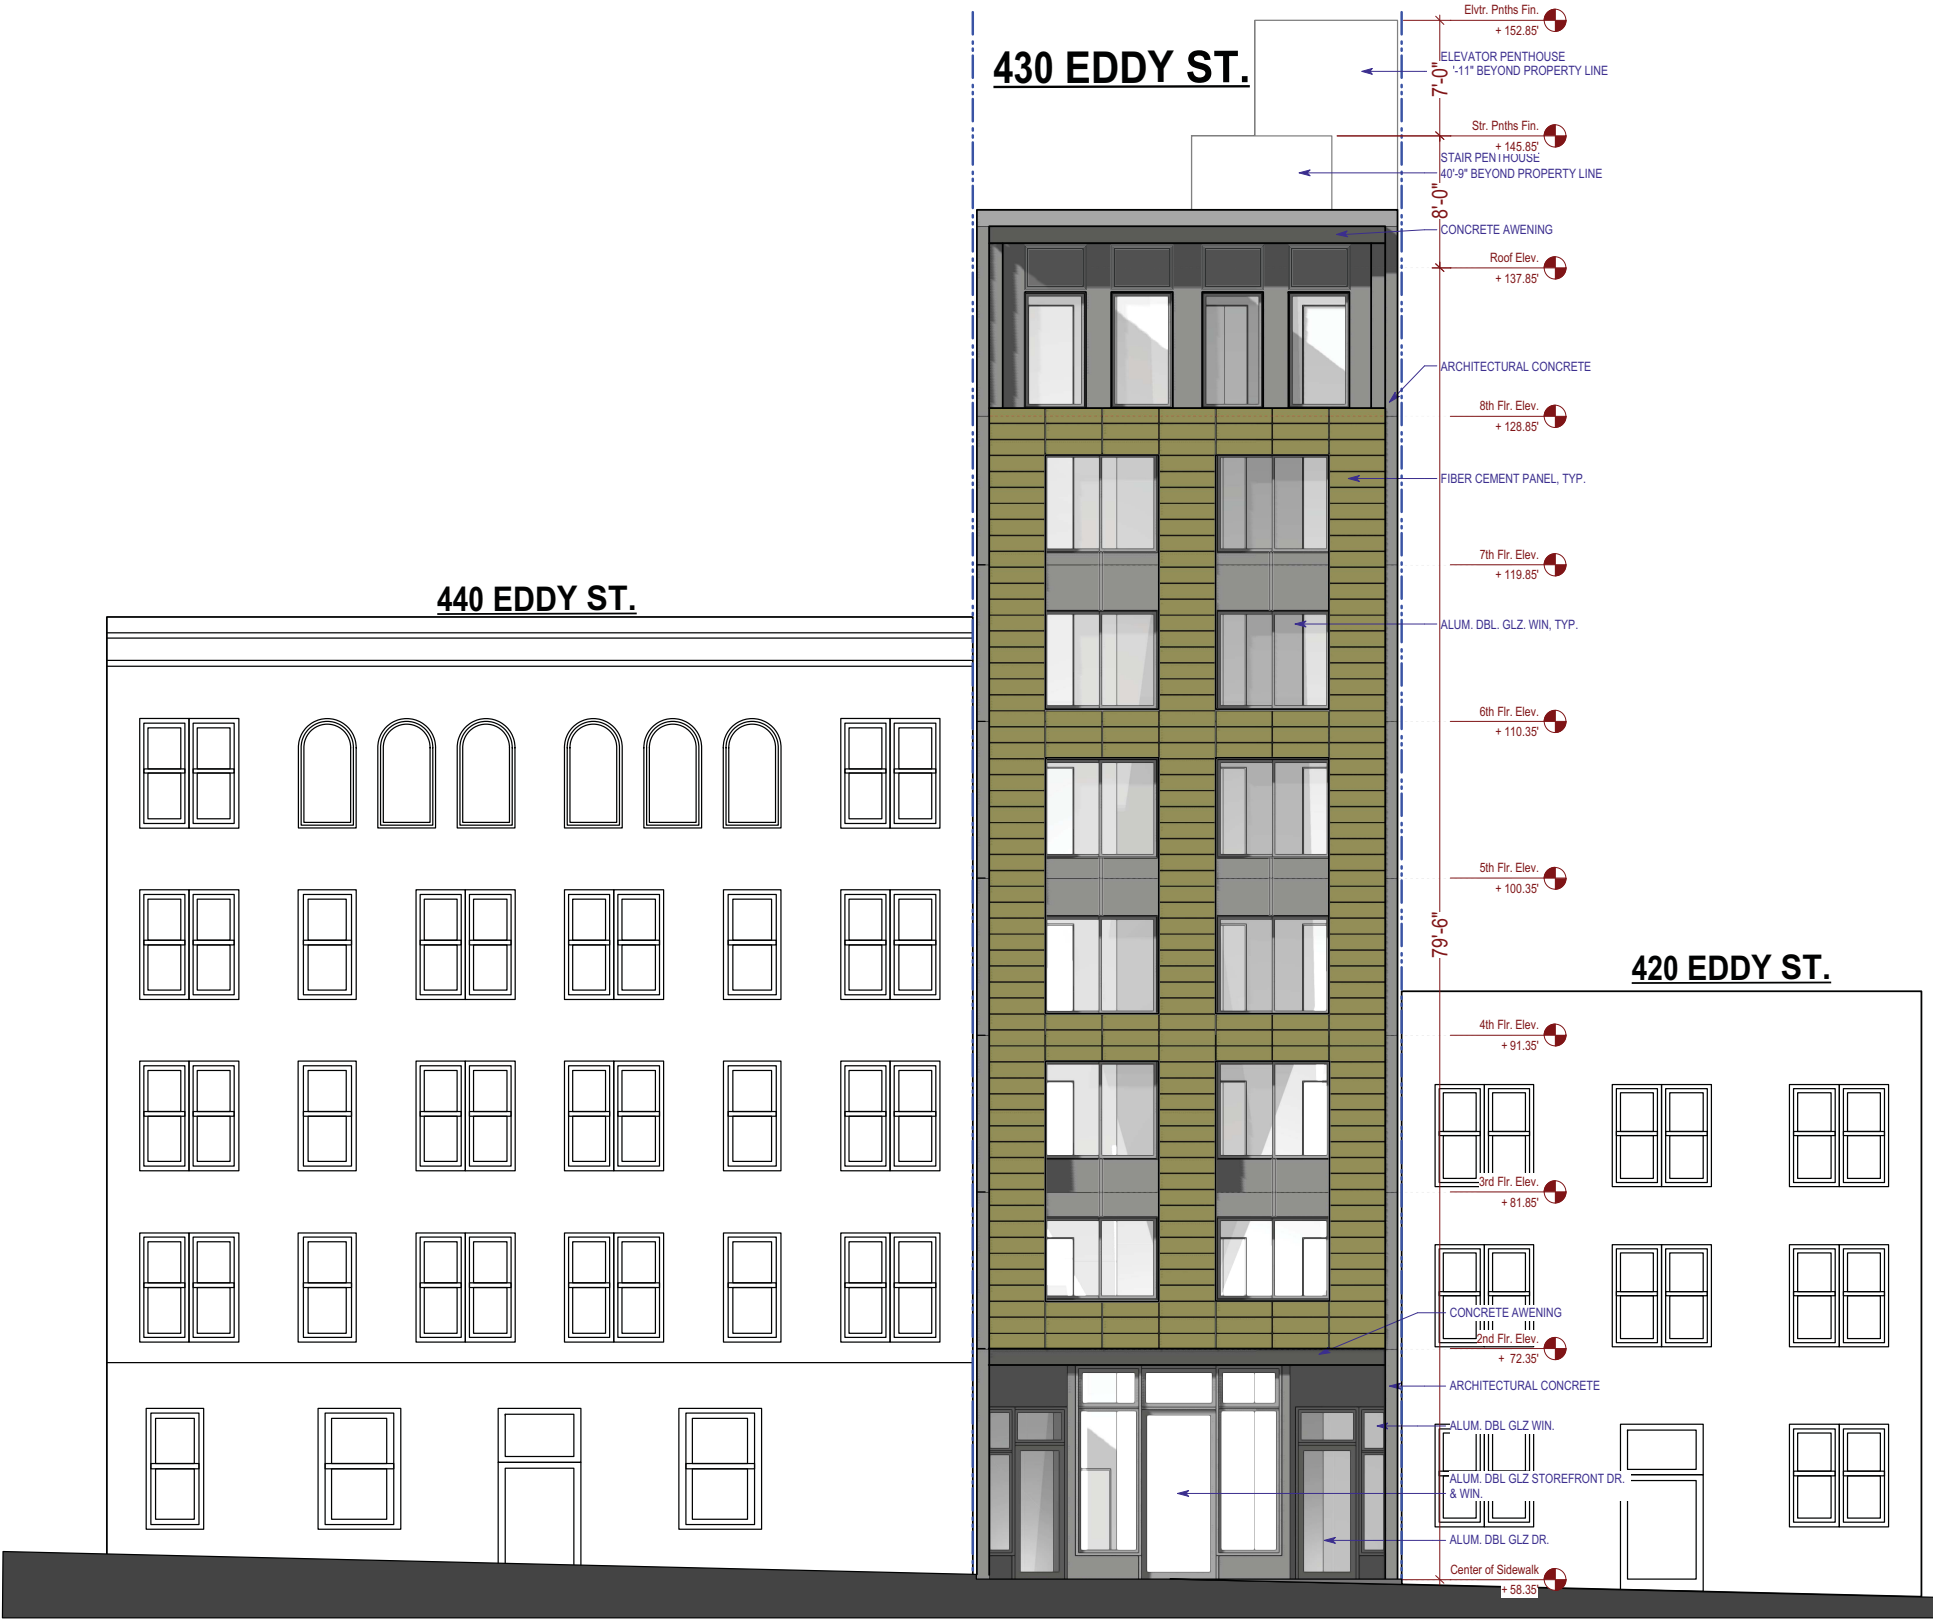 Elvtr. Pnths Fin.
+ 152.85'
430 EDDY ST.
ELEVATOR PENTHOUSE
'-11" BEYOND PROPERTY LINE
7'-0"
Str. Pnths Fin.
+ 145.85'
STAIR PENTHOUSE
40'-9" BEYOND PROPERTY LINE
8'-0"
CONCRETE AWENING
Roof Elev.
+ 137.85'
ARCHITECTURAL CONCRETE
8th Flr. Elev.
+ 128.85'
FIBER CEMENT PANEL, TYP.
7th Flr. Elev.
+ 119.85'
440 EDDY ST.
ALUM. DBL. GLZ. WIN, TYP.
6th Flr. Elev.
+ 110.35'
5th Flr. Elev.
+ 100.35'
79'-6"
420 EDDY ST.
4th Flr. Elev.
+ 91.35'
3rd Flr. Elev.
+ 81.85'
CONCRETE AWENING
2nd Flr. Elev.
+ 72.35'
ARCHITECTURAL CONCRETE
ALUM. DBL GLZ WIN.
ALUM. DBL GLZ STOREFRONT DR.
& WIN.
ALUM. DBL GLZ DR.
Center of Sidewalk
+ 58.35'